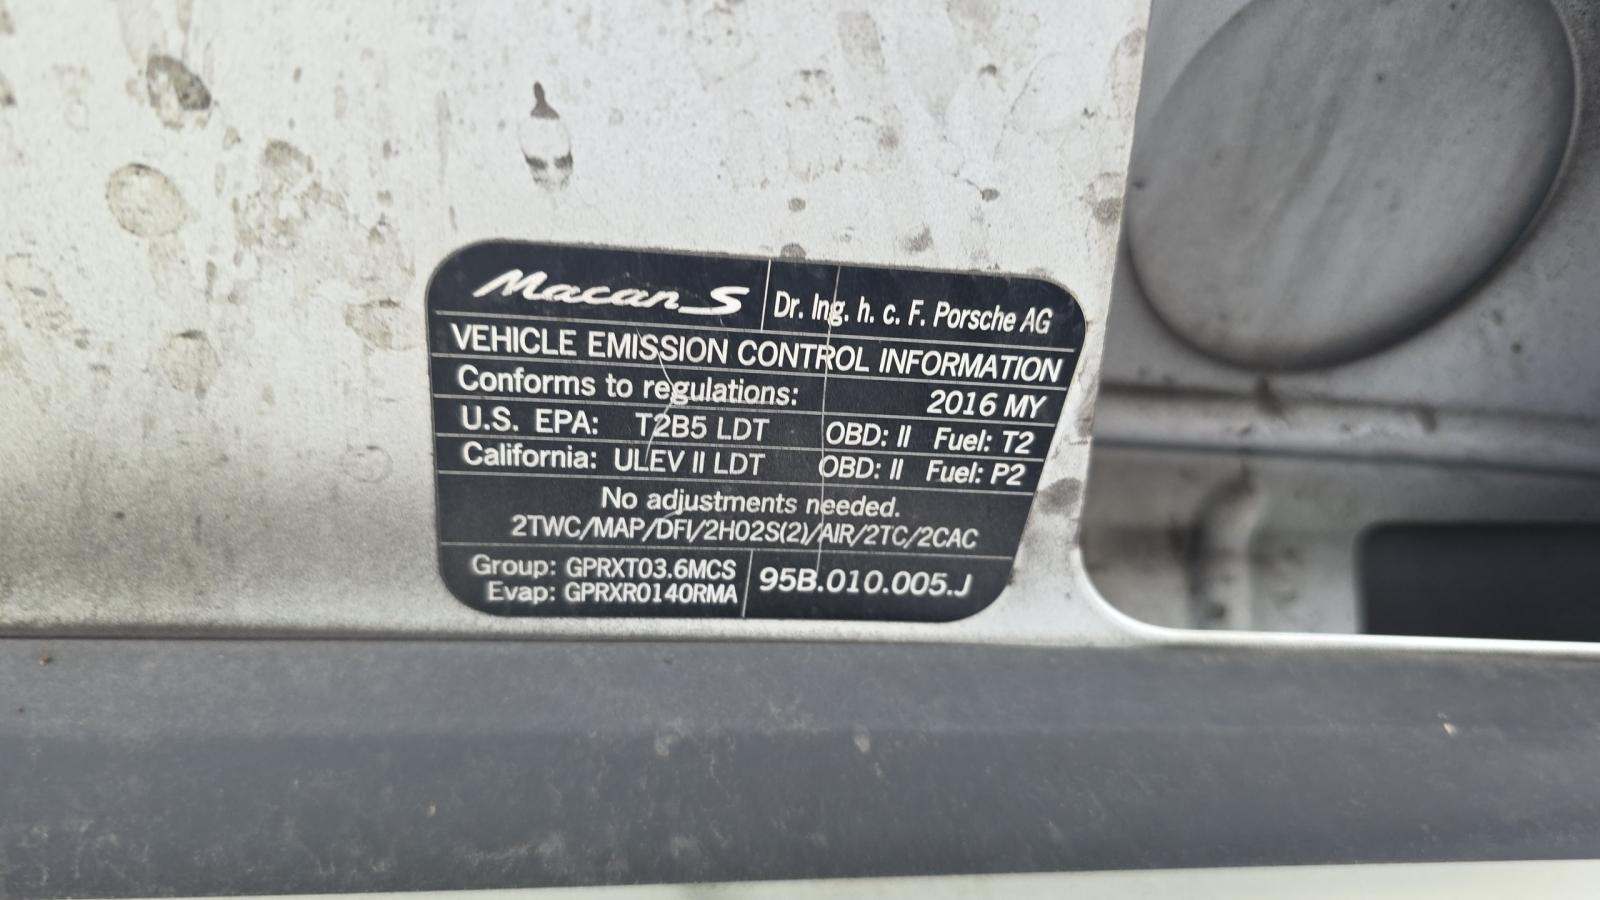 Macan S Dr. Ing. h. c. F. Porsche AG
VEHICLE EMISSION CONTROL INFORMATION
Conforms to regulations: 2016 MY
U.S. EPA: T2B5 LDT OBD: II Fuel: T2
California: ULEV II LDT OBD: II Fuel: P2
No adjustments needed.
2TWC/MAP/DFI/2HO2S(2)/AIR/2TC/2CAC
Group: GPRXT03.6MCS
Evap: GPRXR0140RMA
95B.010.005.J